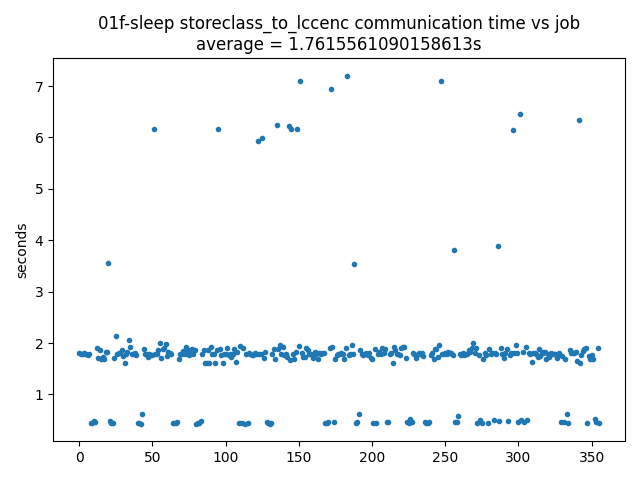 01f-sleep storeclass_to_lccenc communication time vs job
average = 1.7615561090158613s
7
6
5
4
3
2
1
seconds
0 50 100 150 200 250 300 350